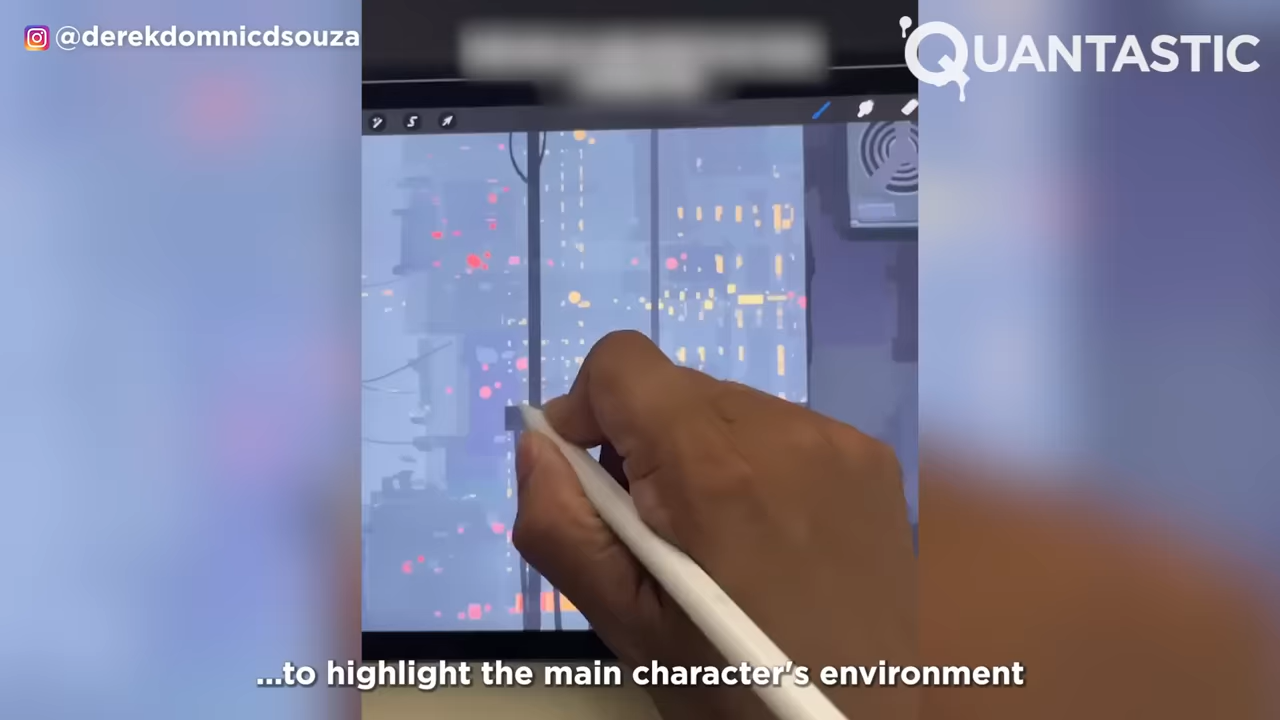 @derekdomnicdsouza
QUANTASTIC
...to highlight the main character's environment